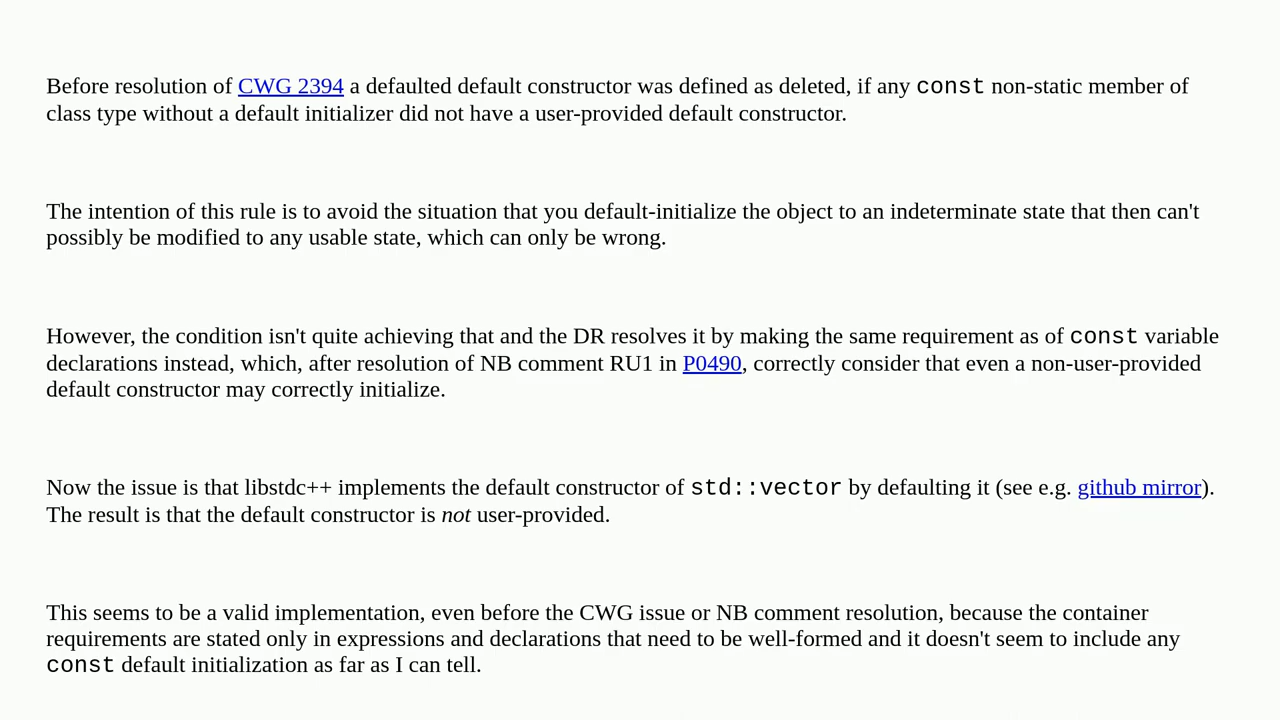 Before resolution of CWG 2394 a defaulted default constructor was defined as deleted, if any const non-static member of
class type without a default initializer did not have a user-provided default constructor.
The intention of this rule is to avoid the situation that you default-initialize the object to an indeterminate state that then can't
possibly be modified to any usable state, which can only be wrong.
However, the condition isn't quite achieving that and the DR resolves it by making the same requirement as of const variable
declarations instead, which, after resolution of NB comment RU1 in P0490, correctly consider that even a non-user-provided
default constructor may correctly initialize.
Now the issue is that libstdc++ implements the default constructor of std::vector by defaulting it (see e.g. github mirror).
The result is that the default constructor is not user-provided.
This seems to be a valid implementation, even before the CWG issue or NB comment resolution, because the container
requirements are stated only in expressions and declarations that need to be well-formed and it doesn't seem to include any
const default initialization as far as I can tell.